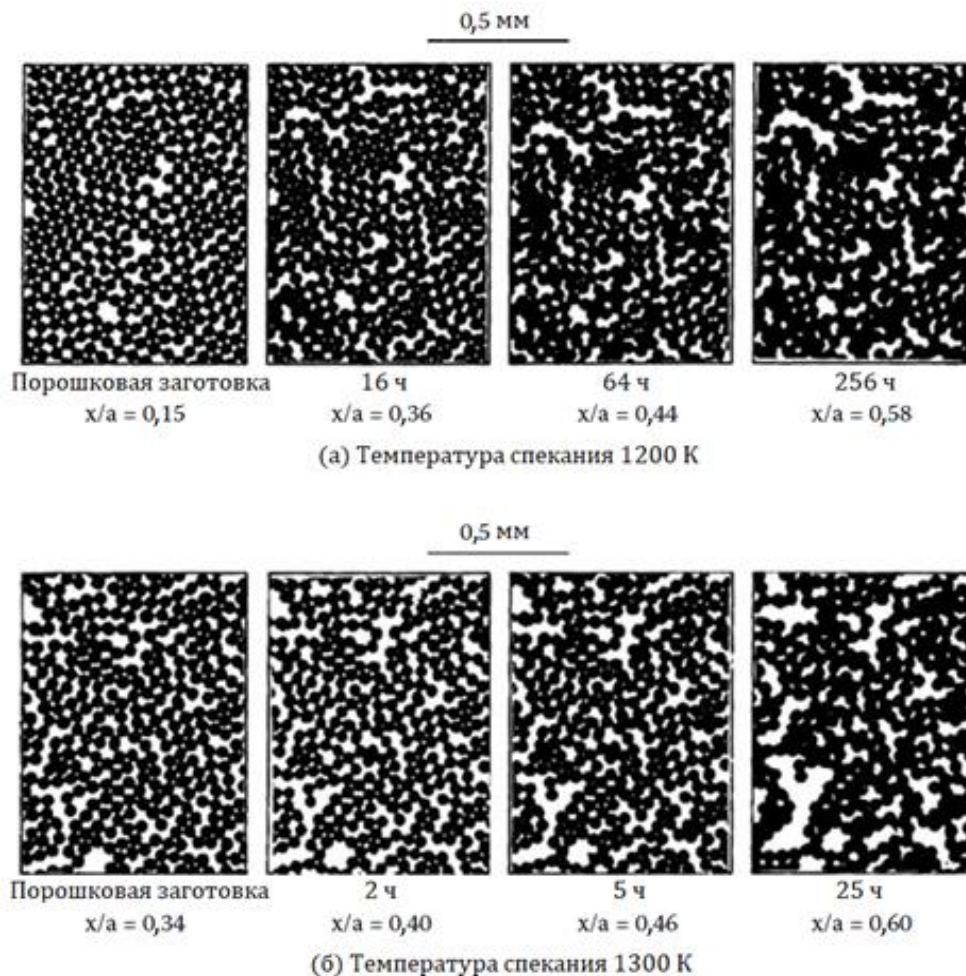 0,5 мм
Порошковая заготовка 16 ч 64 ч 256 ч
x/a = 0,15 x/a = 0,36 x/a = 0,44 x/a = 0,58
(а) Температура спекания 1200 К
0,5 мм
Порошковая заготовка 2 ч 5 ч 25 ч
x/a = 0,34 x/a = 0,40 x/a = 0,46 x/a = 0,60
(б) Температура спекания 1300 К